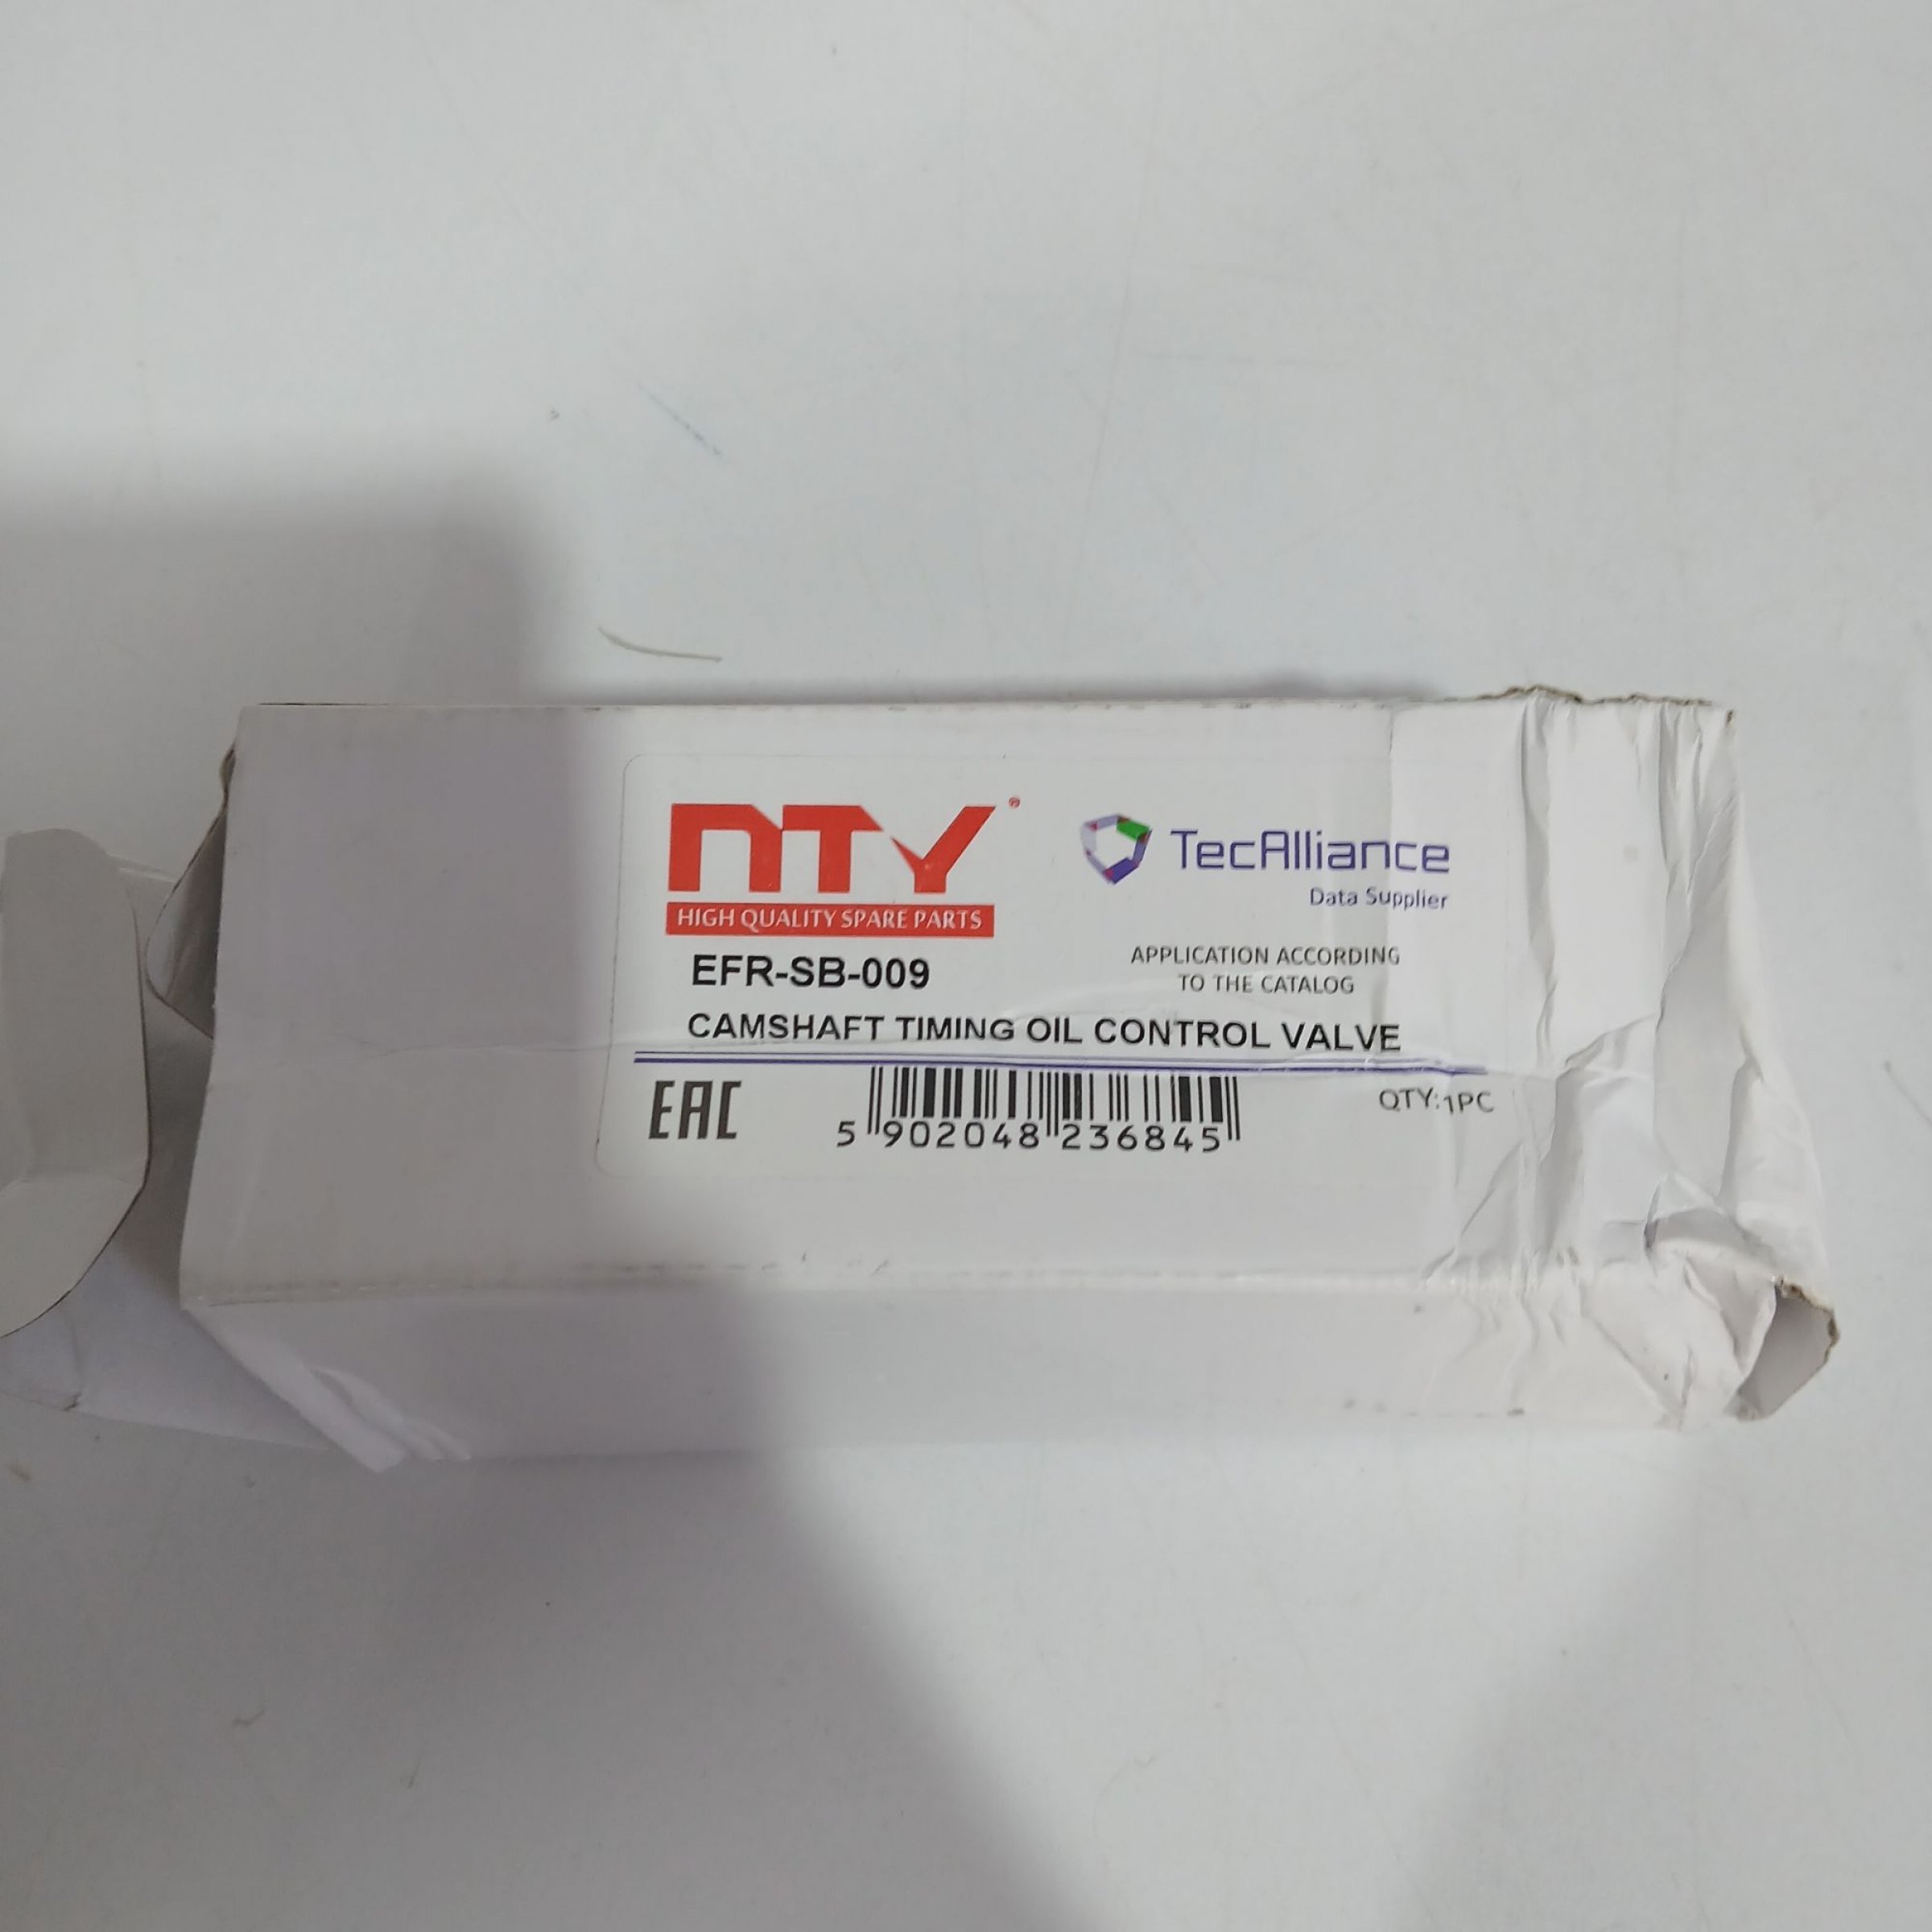 NTY®
HIGH QUALITY SPARE PARTS
TecAlliance
Data Supplier
EFR-SB-009
APPLICATION ACCORDING
TO THE CATALOG
CAMSHAFT TIMING OIL CONTROL VALVE
EAC
5 902048 236845
QTY:1PC